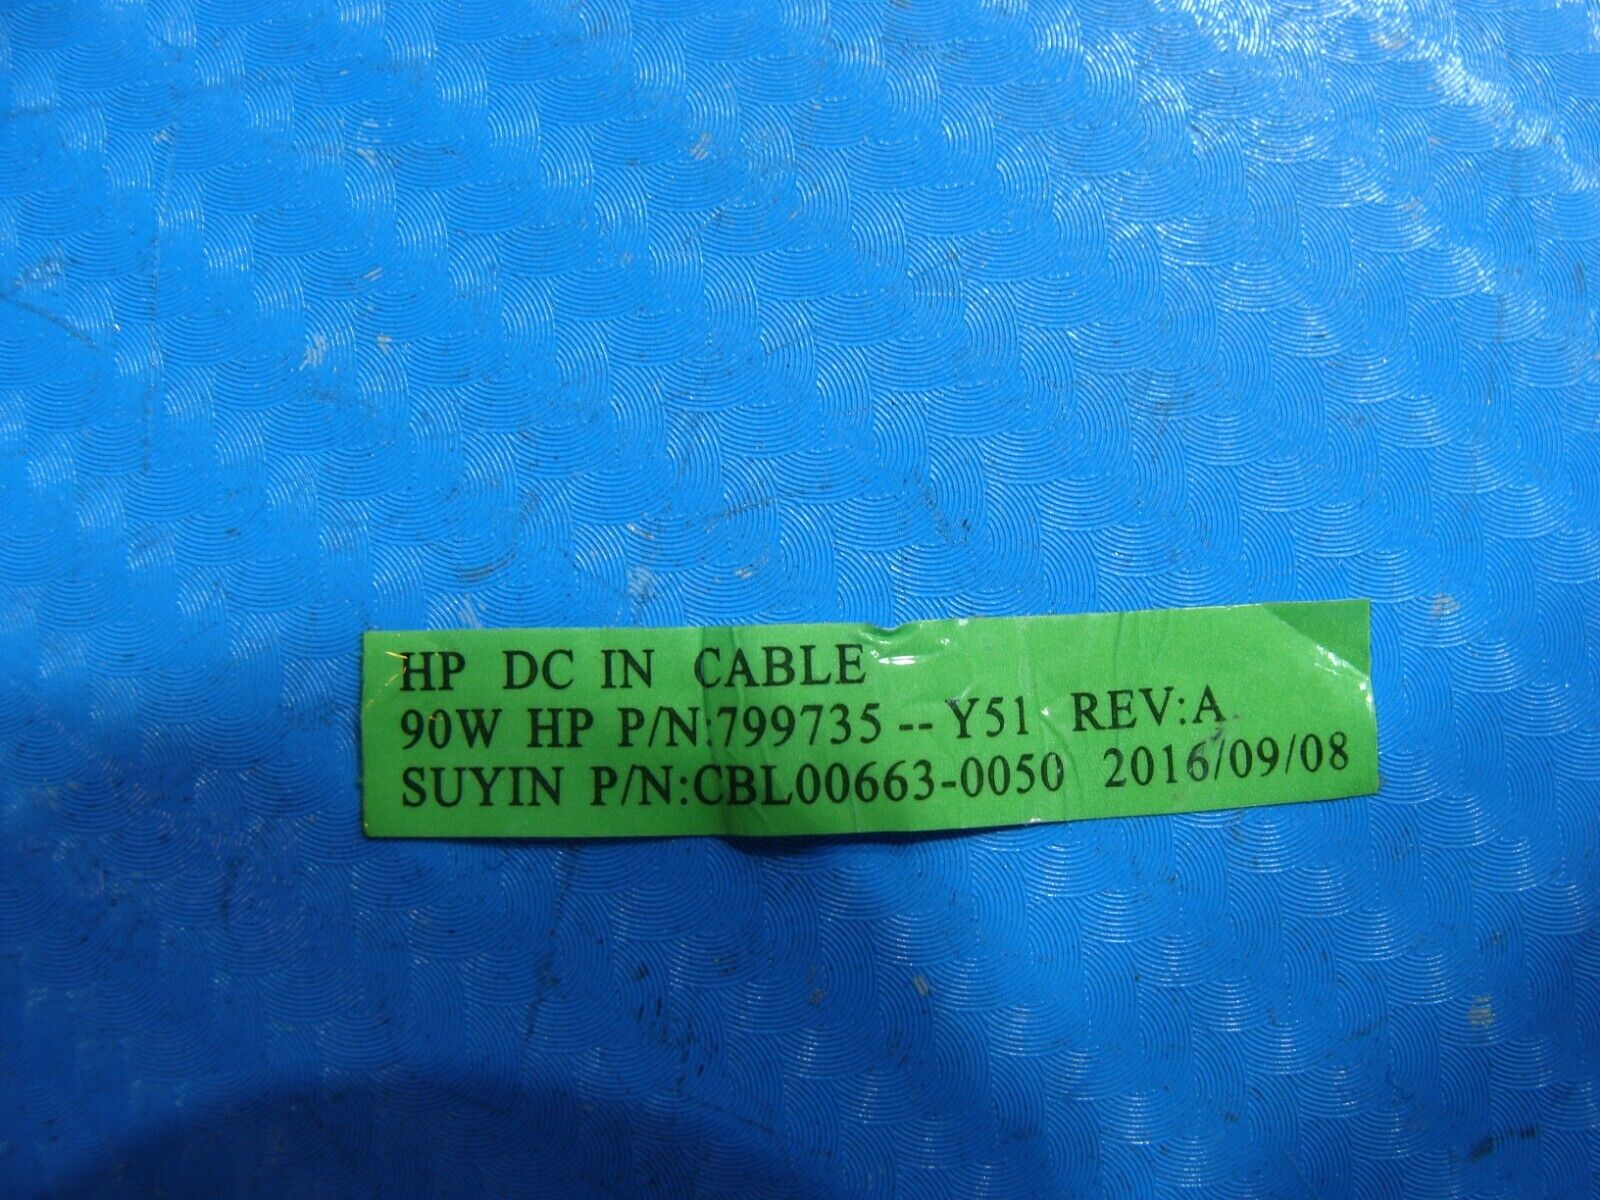 HP DC IN CABLE
90W HP P/N:799735--Y51 REV:A
SUYIN P/N:CBL00663-0050 2016/09/08